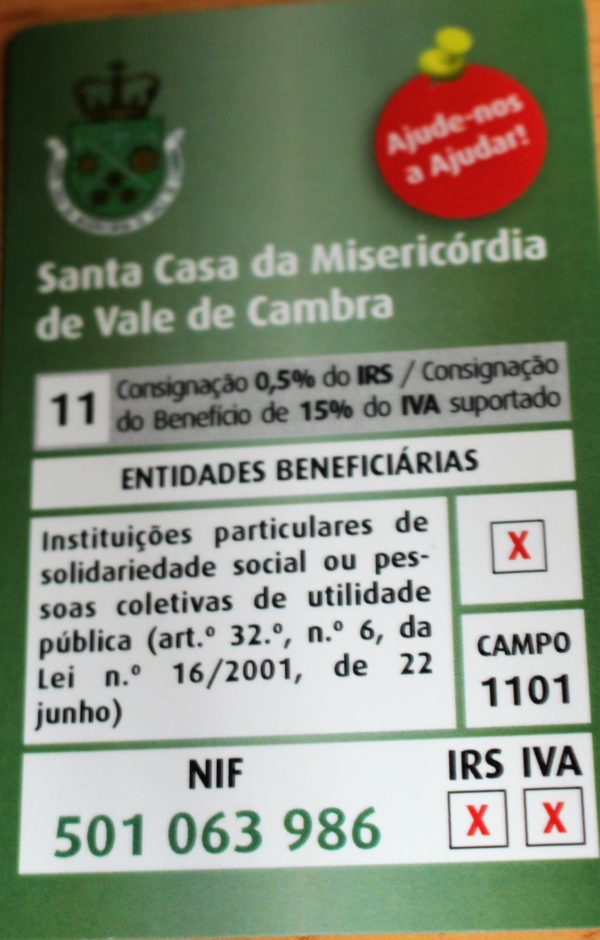 Ajude-nos
a Ajudar!
Santa Casa da Misericórdia
de Vale de Cambra
11
Consignação 0,5% do IRS / Consignação
do Benefício de 15% do IVA suportado
ENTIDADES BENEFICIÁRIAS
Instituições particulares de
solidariedade social ou pes-
soas coletivas de utilidade
pública (art.º 32.º, n.º 6, da
Lei n.º 16/2001, de 22
junho)
X
CAMPO
1101
NIF
501 063 986
IRS IVA
X X